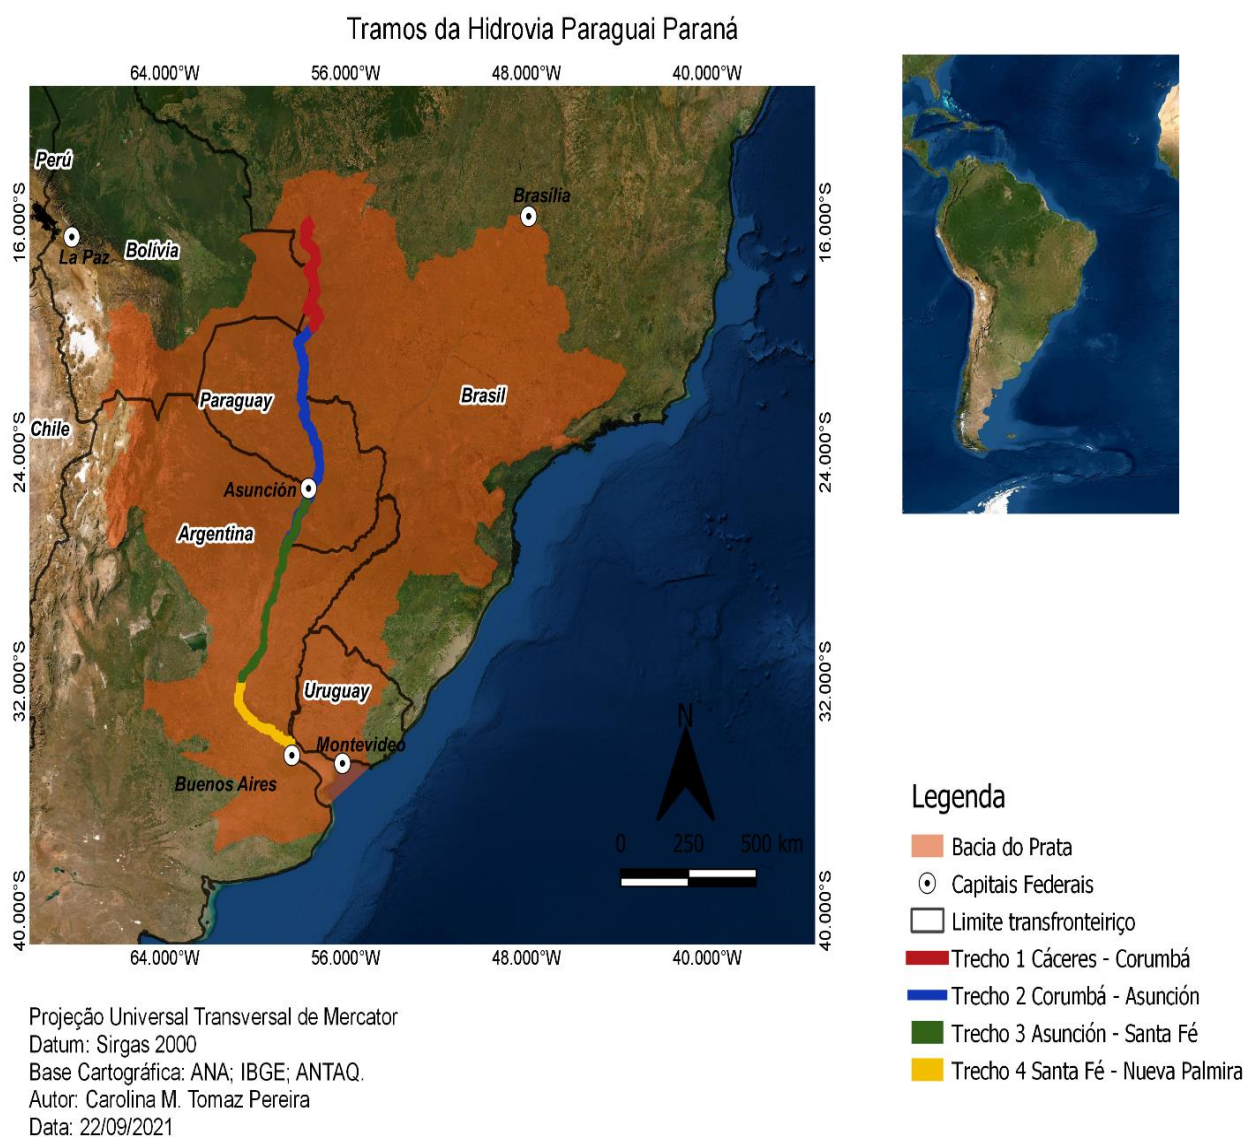 Tramos da Hidrovia Paraguai Paraná
64.000°W 56.000°W 48.000°W 40.000°W
16.000°S
24.000°S
32.000°S
40.000°S
16.000°S
24.000°S
32.000°S
40.000°S
Perú
Brasília
La Paz
Bolívia
Paraguay
Brasil
Chile
Asunción
Argentina
Uruguay
Montevideo
Buenos Aires
N
0 250 500 km
64.000°W 56.000°W 48.000°W 40.000°W
Legenda
Bacia do Prata
Capitais Federais
Limite transfronteiriço
Trecho 1 Cáceres - Corumbá
Trecho 2 Corumbá - Asunción
Trecho 3 Asunción - Santa Fé
Trecho 4 Santa Fé - Nueva Palmira
Projeção Universal Transversal de Mercator
Datum: Sirgas 2000
Base Cartográfica: ANA; IBGE; ANTAQ.
Autor: Carolina M. Tomaz Pereira
Data: 22/09/2021